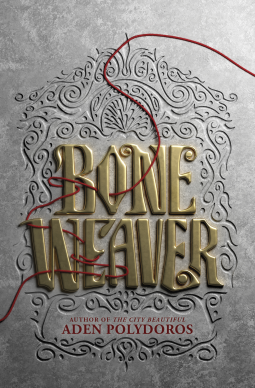 BONE
WEAVER
AUTHOR OF THE CITY BEAUTIFUL
ADEN POLYDOROS